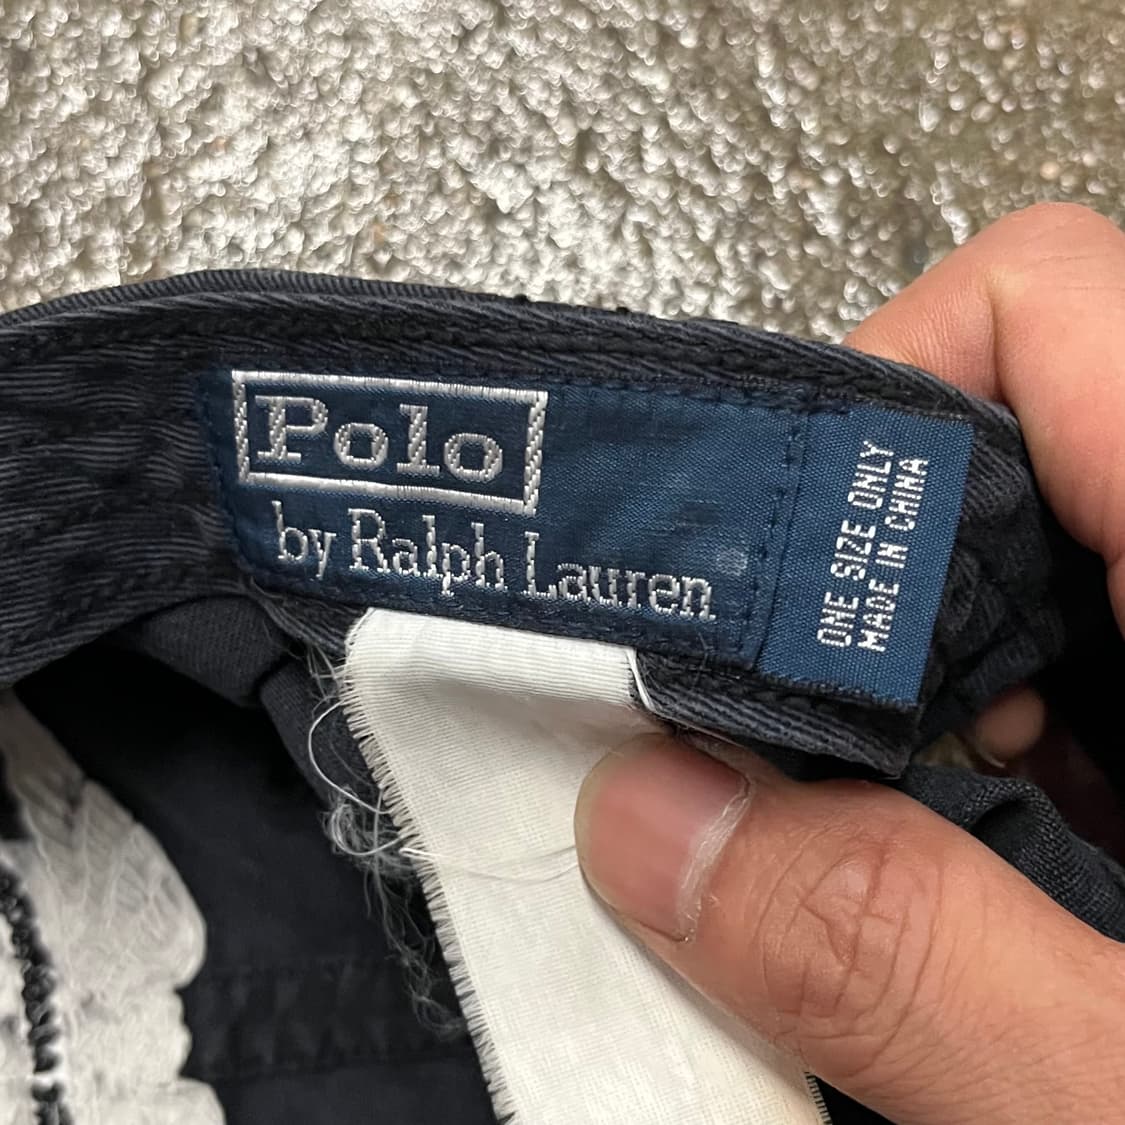 Polo
by Ralph Lauren
ONE SIZE ONLY
MADE IN CHINA